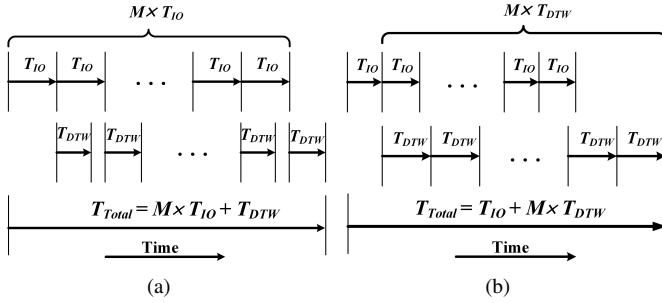 M × T_IO
T_IO T_IO . . . T_IO T_IO
T_DTW T_DTW . . . T_DTW T_DTW
T_Total = M × T_IO + T_DTW
Time
(a)
M × T_DTW
T_IO T_IO . . . T_IO T_IO
T_DTW T_DTW . . . T_DTW T_DTW
T_Total = T_IO + M × T_DTW
Time
(b)